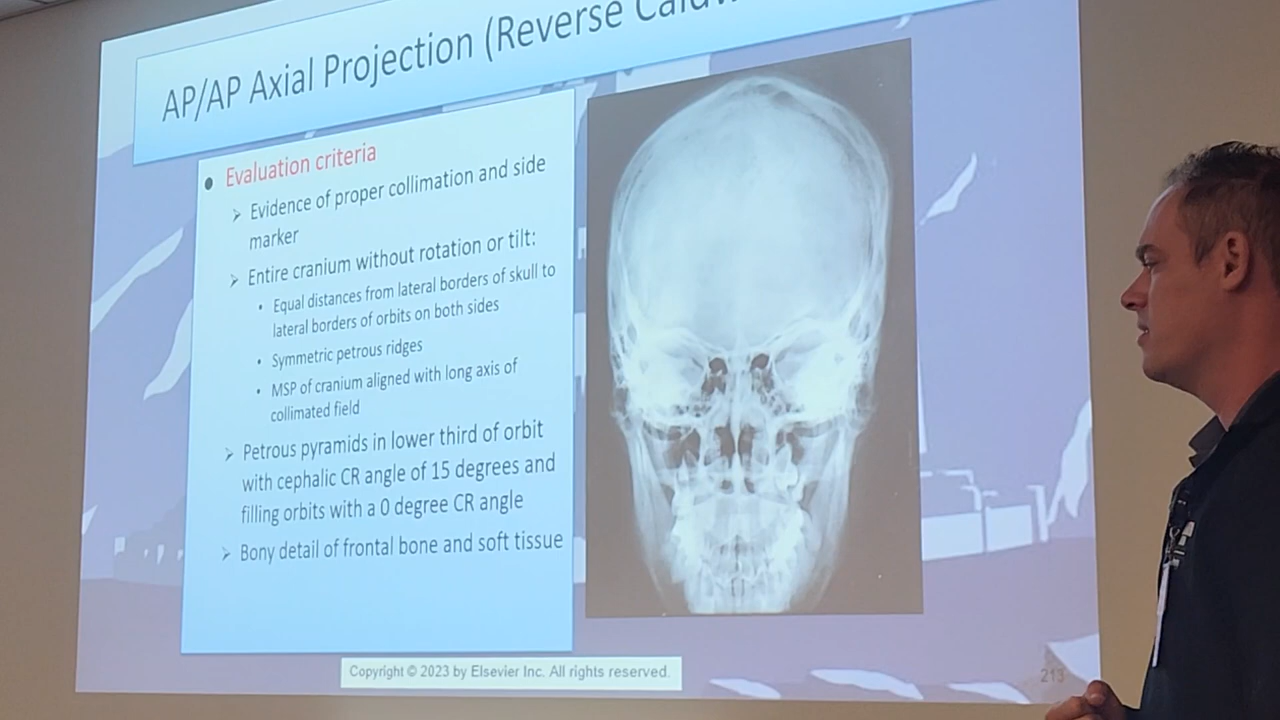 AP/AP Axial Projection (Reverse
Evaluation criteria
Evidence of proper collimation and side
marker
Entire cranium without rotation or tilt:
Equal distances from lateral borders of skull to
lateral borders of orbits on both sides
Symmetric petrous ridges
MSP of cranium aligned with long axis of
collimated field
Petrous pyramids in lower third of orbit
with cephalic CR angle of 15 degrees and
filling orbits with a 0 degree CR angle
Bony detail of frontal bone and soft tissue
Copyright © 2023 by Elsevier Inc. All rights reserved.
213